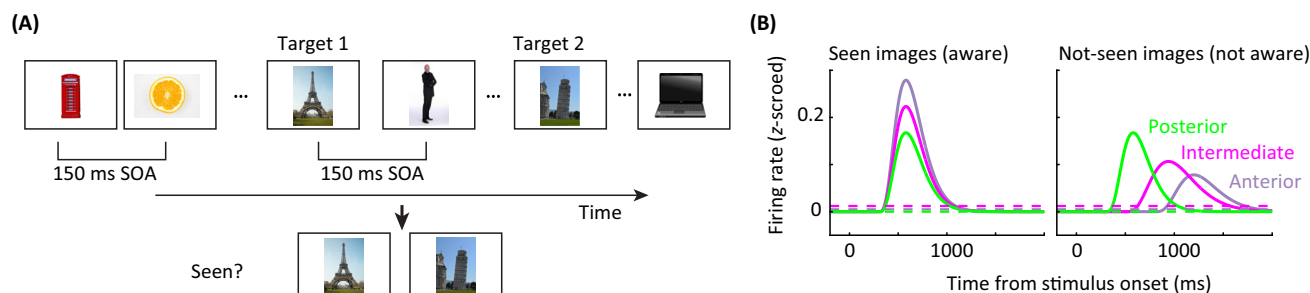 (A)
Target 1
Target 2
...
...
...
150 ms SOA
150 ms SOA
Time
Seen?
(B)
Seen images (aware)
Not-seen images (not aware)
Firing rate (z-scroed)
0.2
0
Posterior
Intermediate
Anterior
0
1000
0
1000
Time from stimulus onset (ms)